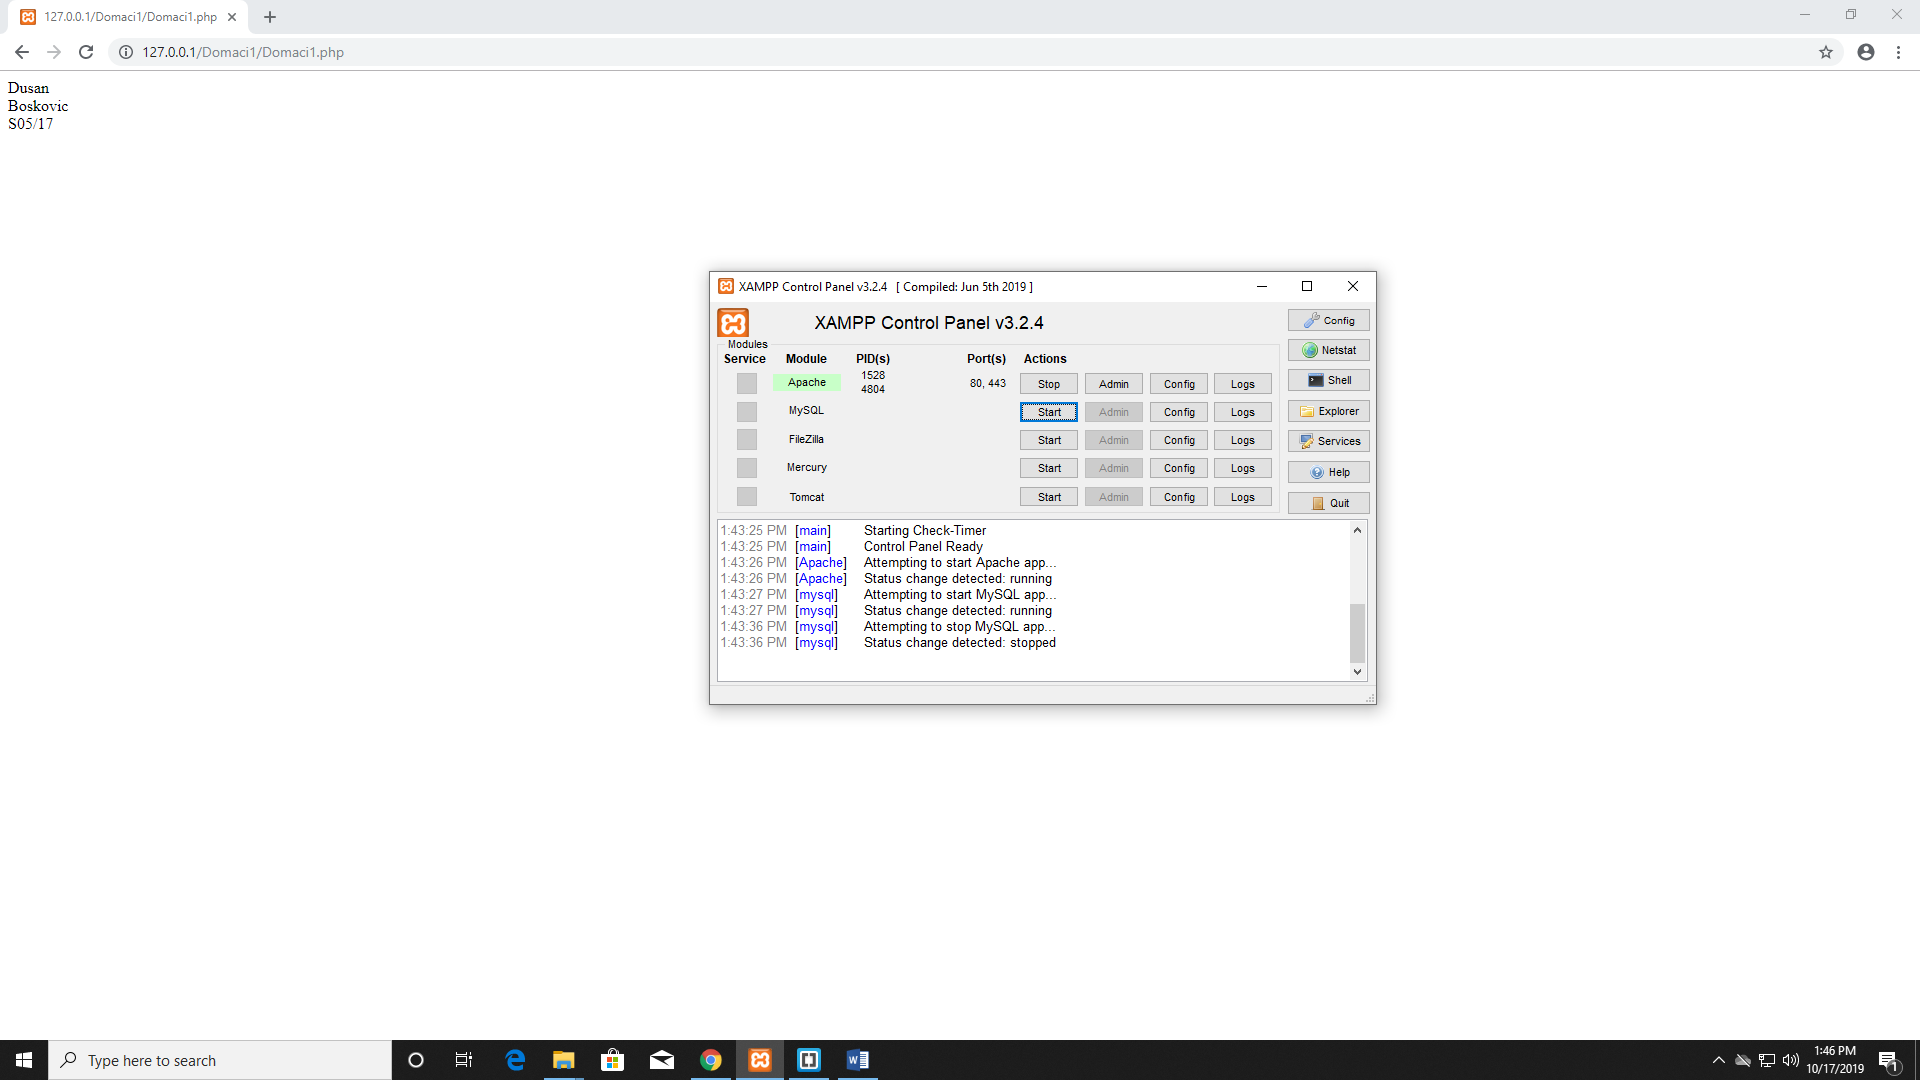 127.0.0.1/Domaci1/Domaci1.php
127.0.0.1/Domaci1/Domaci1.php
Dusan
Boskovic
S05/17
XAMPP Control Panel v3.2.4 [ Compiled: Jun 5th 2019 ]
XAMPP Control Panel v3.2.4
Config
Modules
Service Module PID(s) Port(s) Actions
Netstat
Apache 1528 4804 80, 443 Stop Admin Config Logs
Shell
MySQL Start Admin Config Logs
Explorer
FileZilla Start Admin Config Logs
Services
Mercury Start Admin Config Logs
Help
Tomcat Start Admin Config Logs
Quit
1:43:25 PM [main] Starting Check-Timer
1:43:25 PM [main] Control Panel Ready
1:43:26 PM [Apache] Attempting to start Apache app...
1:43:26 PM [Apache] Status change detected: running
1:43:27 PM [mysql] Attempting to start MySQL app...
1:43:27 PM [mysql] Status change detected: running
1:43:36 PM [mysql] Attempting to stop MySQL app...
1:43:36 PM [mysql] Status change detected: stopped
Type here to search
1:46 PM
10/17/2019
1